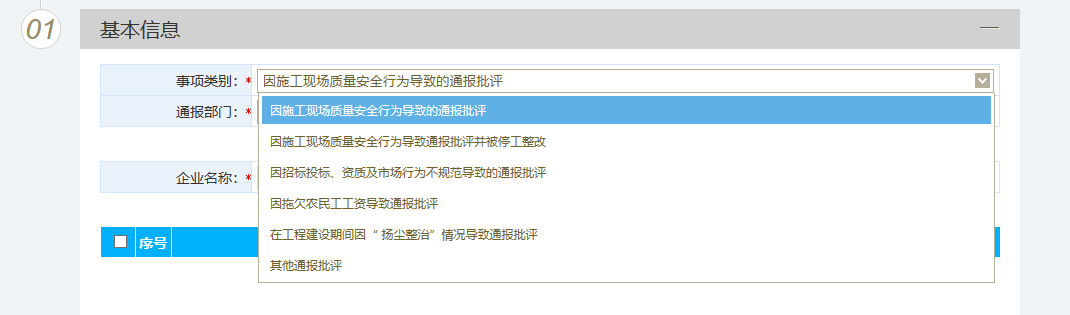 01
基本信息
事项类别：*
因施工现场质量安全行为导致的通报批评
通报部门：*
因施工现场质量安全行为导致的通报批评
因施工现场质量安全行为导致通报批评并被停工整改
因招标投标、资质及市场行为不规范导致的通报批评
企业名称：*
因拖欠农民工工资导致通报批评
在工程建设期间因“扬尘整治”情况导致通报批评
序号
其他通报批评